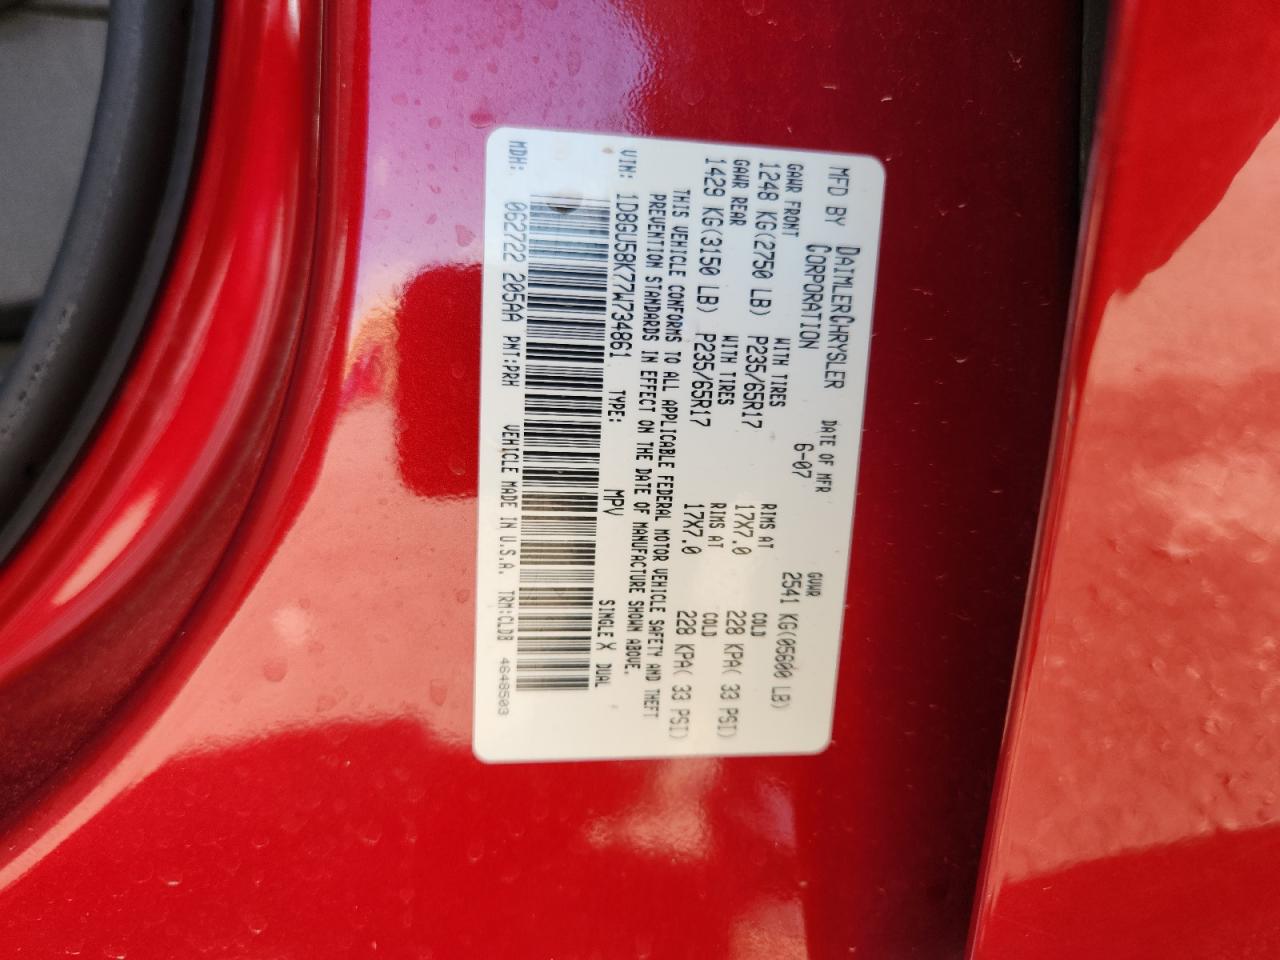 MFD BY DAIMLERCHRYSLER CORPORATION
DATE OF MFR 6-07
GVWR 2541 KG(05600 LB)
GAWR FRONT WITH TIRES RIMS AT COLD
1248 KG(2750 LB) P235/65R17 17X7.0 228 KPA( 33 PSI)
GAWR REAR WITH TIRES RIMS AT COLD
1429 KG(3150 LB) P235/65R17 17X7.0 228 KPA( 33 PSI)
THIS VEHICLE CONFORMS TO ALL APPLICABLE FEDERAL MOTOR VEHICLE SAFETY AND THEFT
PREVENTION STANDARDS IN EFFECT ON THE DATE OF MANUFACTURE SHOWN ABOVE.
VIN: 1D8GU58K77W734861 TYPE: MPV SINGLE X DUAL
MDH: 062722 205AA PNT:PRH VEHICLE MADE IN U.S.A. TRM:CLDB 4648503